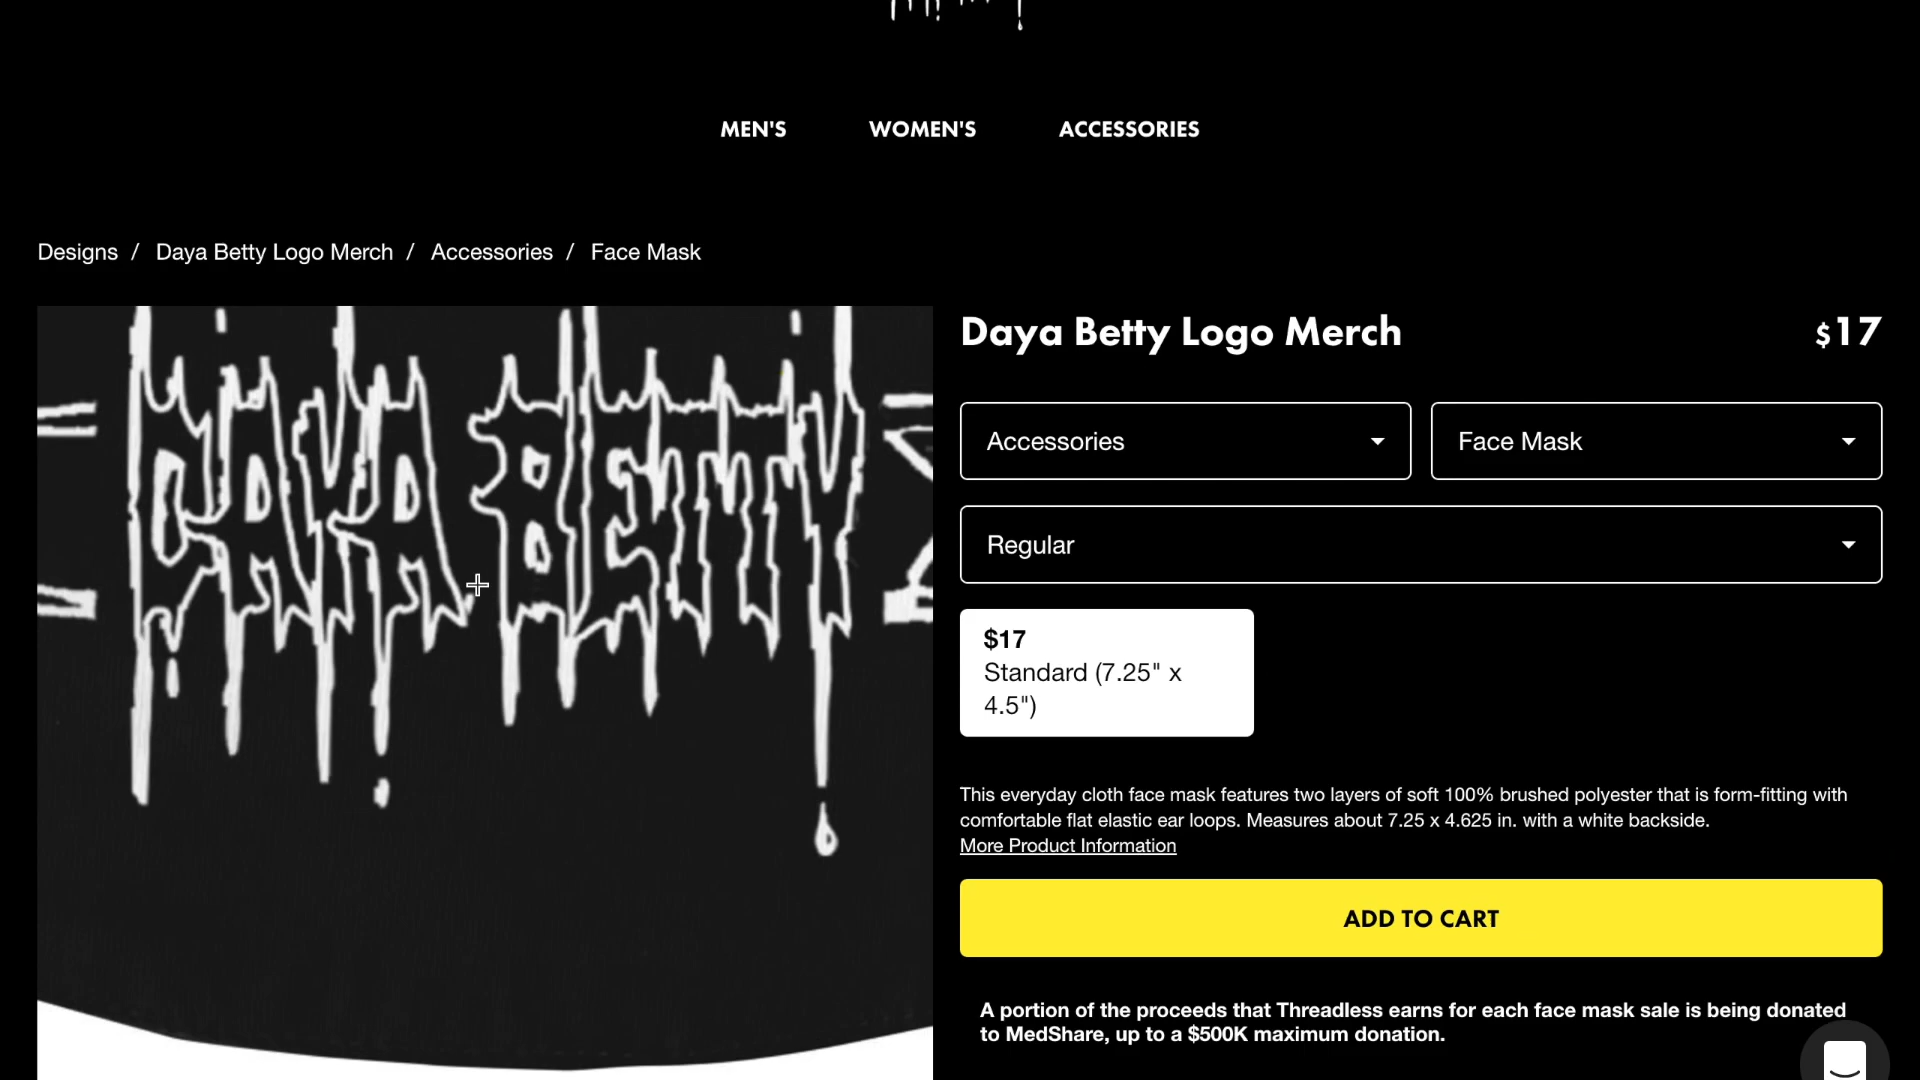 MEN'S
WOMEN'S
ACCESSORIES
Designs / Daya Betty Logo Merch / Accessories / Face Mask
DAYA BETTY
Daya Betty Logo Merch
$17
Accessories
Face Mask
Regular
$17
Standard (7.25" x
4.5")
This everyday cloth face mask features two layers of soft 100% brushed polyester that is form-fitting with
comfortable flat elastic ear loops. Measures about 7.25 x 4.625 in. with a white backside.
More Product Information
ADD TO CART
A portion of the proceeds that Threadless earns for each face mask sale is being donated
to MedShare, up to a $500K maximum donation.